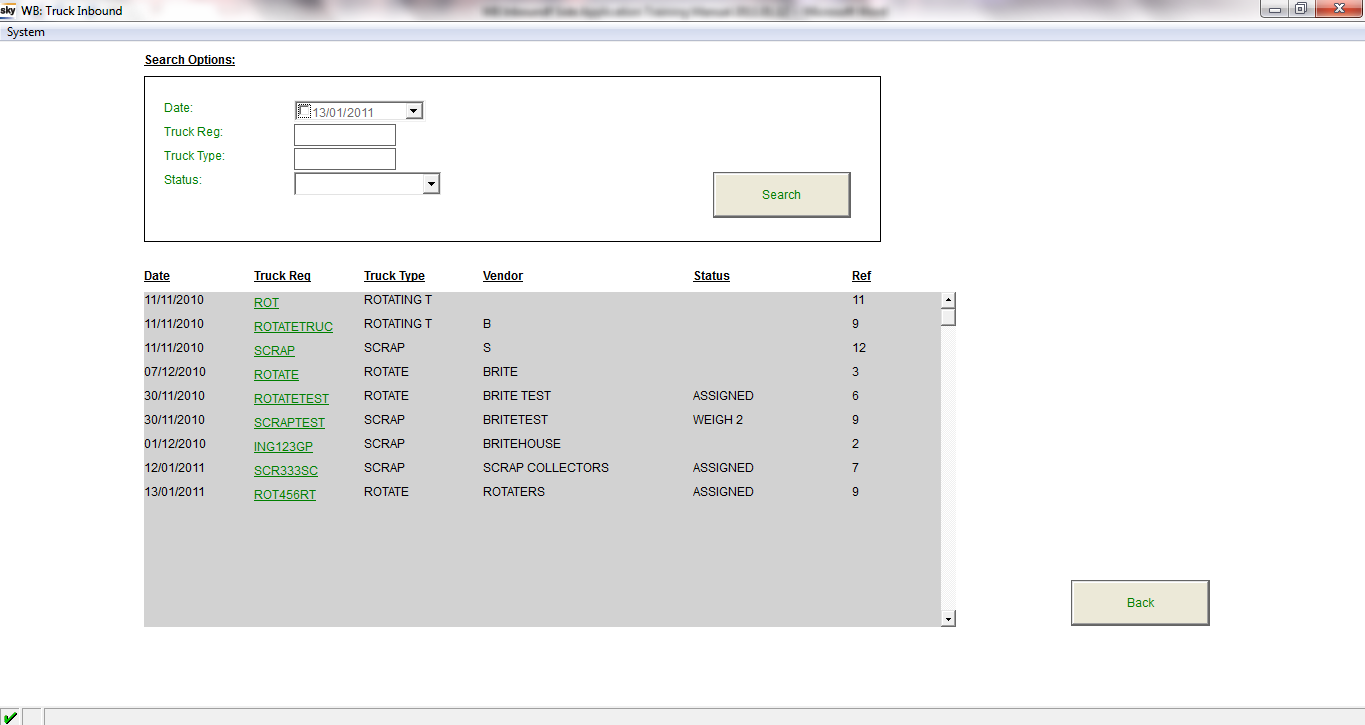 sky WB: Truck Inbound
System
Search Options:
Date: 13/01/2011
Truck Reg:
Truck Type:
Status:
Search
Date Truck Reg Truck Type Vendor Status Ref
11/11/2010 ROT ROTATING T 11
11/11/2010 ROTATETRUC ROTATING T B 9
11/11/2010 SCRAP SCRAP S 12
07/12/2010 ROTATE ROTATE BRITE 3
30/11/2010 ROTATETEST ROTATE BRITE TEST ASSIGNED 6
30/11/2010 SCRAPTEST SCRAP BRITETEST WEIGH 2 9
01/12/2010 ING123GP SCRAP BRITEHOUSE 2
12/01/2011 SCR333SC SCRAP SCRAP COLLECTORS ASSIGNED 7
13/01/2011 ROT456RT ROTATE ROTATERS ASSIGNED 9
Back